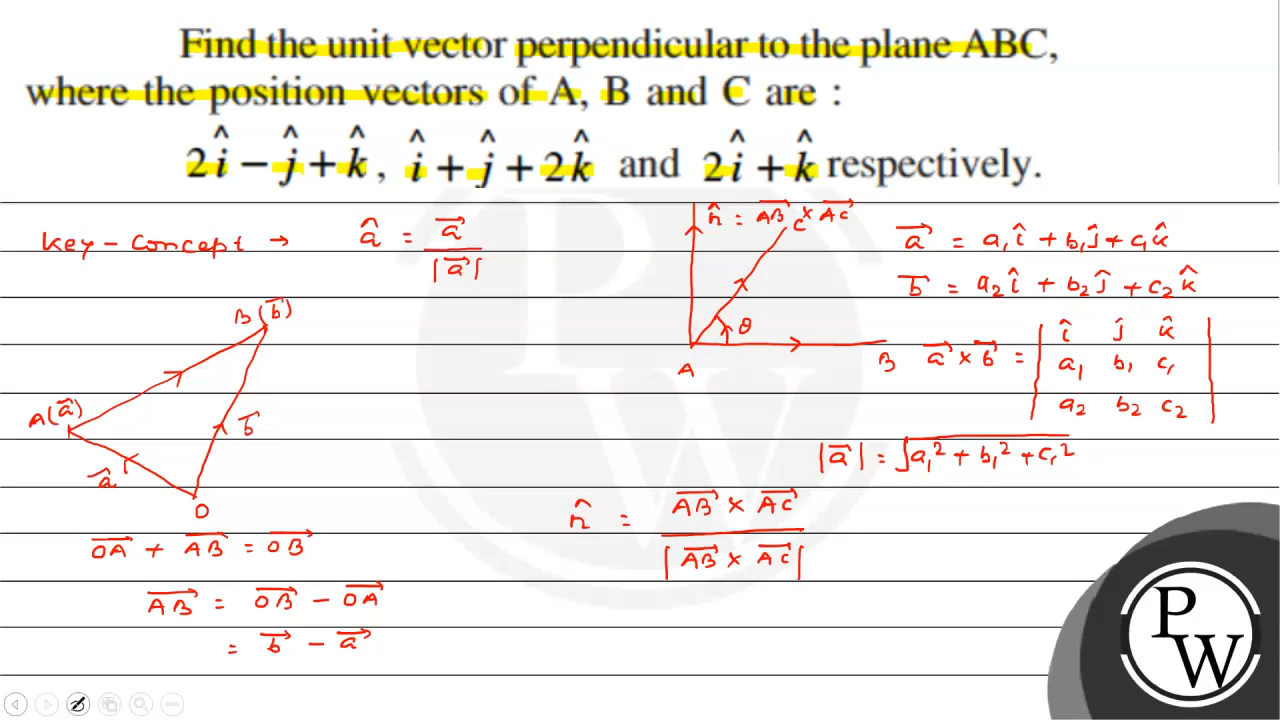 Find the unit vector perpendicular to the plane ABC,
where the position vectors of A, B and C are :
2î − ĵ + k̂ , î + ĵ + 2k̂ and 2î + k̂ respectively.
Key-Concept → â = a⃗ / |a⃗|
B(b⃗)
A(a⃗)
b⃗
a⃗
O
OA⃗ + AB⃗ = OB⃗
AB⃗ = OB⃗ − OA⃗
= b⃗ − a⃗
n̂ = AB⃗ × AC⃗
C
θ
A
B
n̂ = AB⃗ × AC⃗ / |AB⃗ × AC⃗|
a⃗ = a₁î + b₁ĵ + c₁k̂
b⃗ = a₂î + b₂ĵ + c₂k̂
a⃗ × b⃗ = | î ĵ k̂ |
| a₁ b₁ c₁ |
| a₂ b₂ c₂ |
|a⃗| = √a₁² + b₁² + c₁²
PW
PW